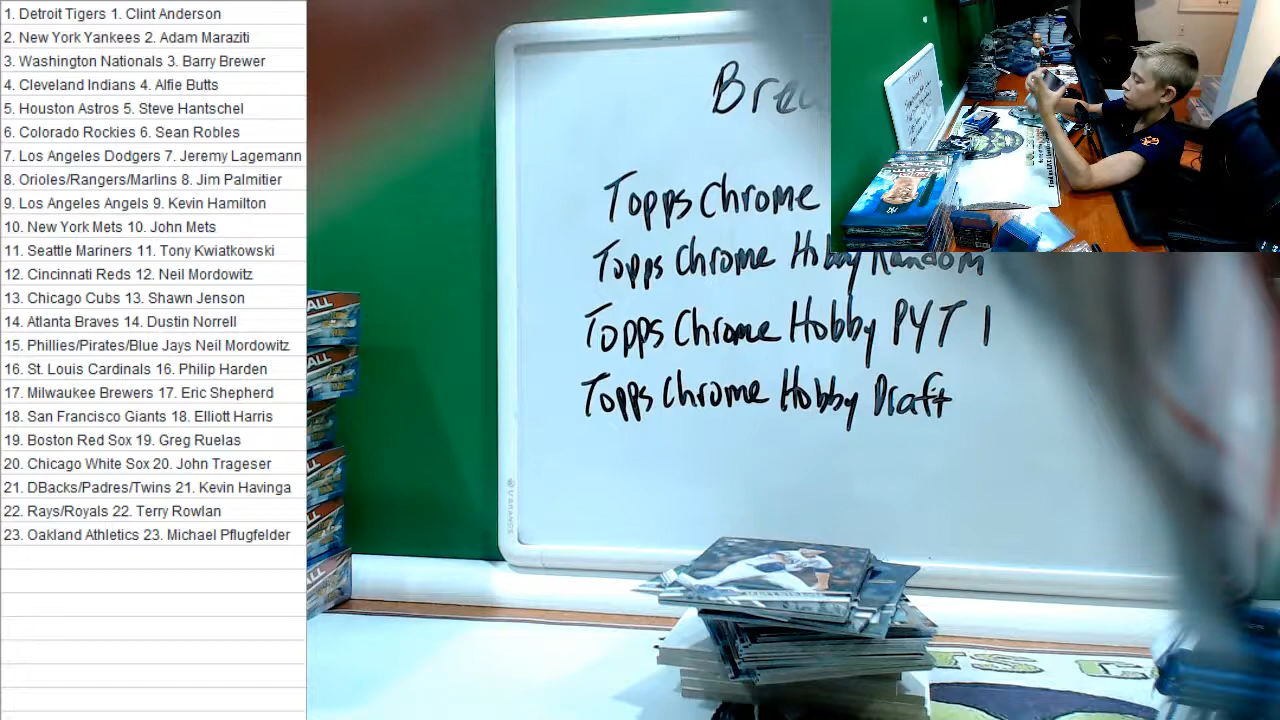 1. Detroit Tigers 1. Clint Anderson
2. New York Yankees 2. Adam Maraziti
3. Washington Nationals 3. Barry Brewer
4. Cleveland Indians 4. Alfie Butts
5. Houston Astros 5. Steve Hantschel
6. Colorado Rockies 6. Sean Robles
7. Los Angeles Dodgers 7. Jeremy Lagemann
8. Orioles/Rangers/Marlins 8. Jim Palmitier
9. Los Angeles Angels 9. Kevin Hamilton
10. New York Mets 10. John Mets
11. Seattle Mariners 11. Tony Kwiatkowski
12. Cincinnati Reds 12. Neil Mordowitz
13. Chicago Cubs 13. Shawn Jenson
14. Atlanta Braves 14. Dustin Norrell
15. Phillies/Pirates/Blue Jays Neil Mordowitz
16. St. Louis Cardinals 16. Philip Harden
17. Milwaukee Brewers 17. Eric Shepherd
18. San Francisco Giants 18. Elliott Harris
19. Boston Red Sox 19. Greg Ruelas
20. Chicago White Sox 20. John Trageser
21. DBacks/Padres/Twins 21. Kevin Havinga
22. Rays/Royals 22. Terry Rowlan
23. Oakland Athletics 23. Michael Pflugfelder
Brea
Topps Chrome
Topps Chrome Hobby Random
Topps Chrome Hobby PYT 1
Topps Chrome Hobby Draft
ALL
ALL